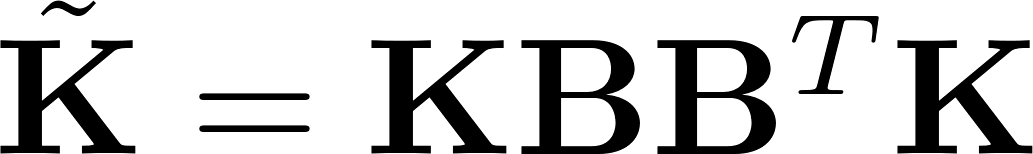 K̃ = KBBᵀK